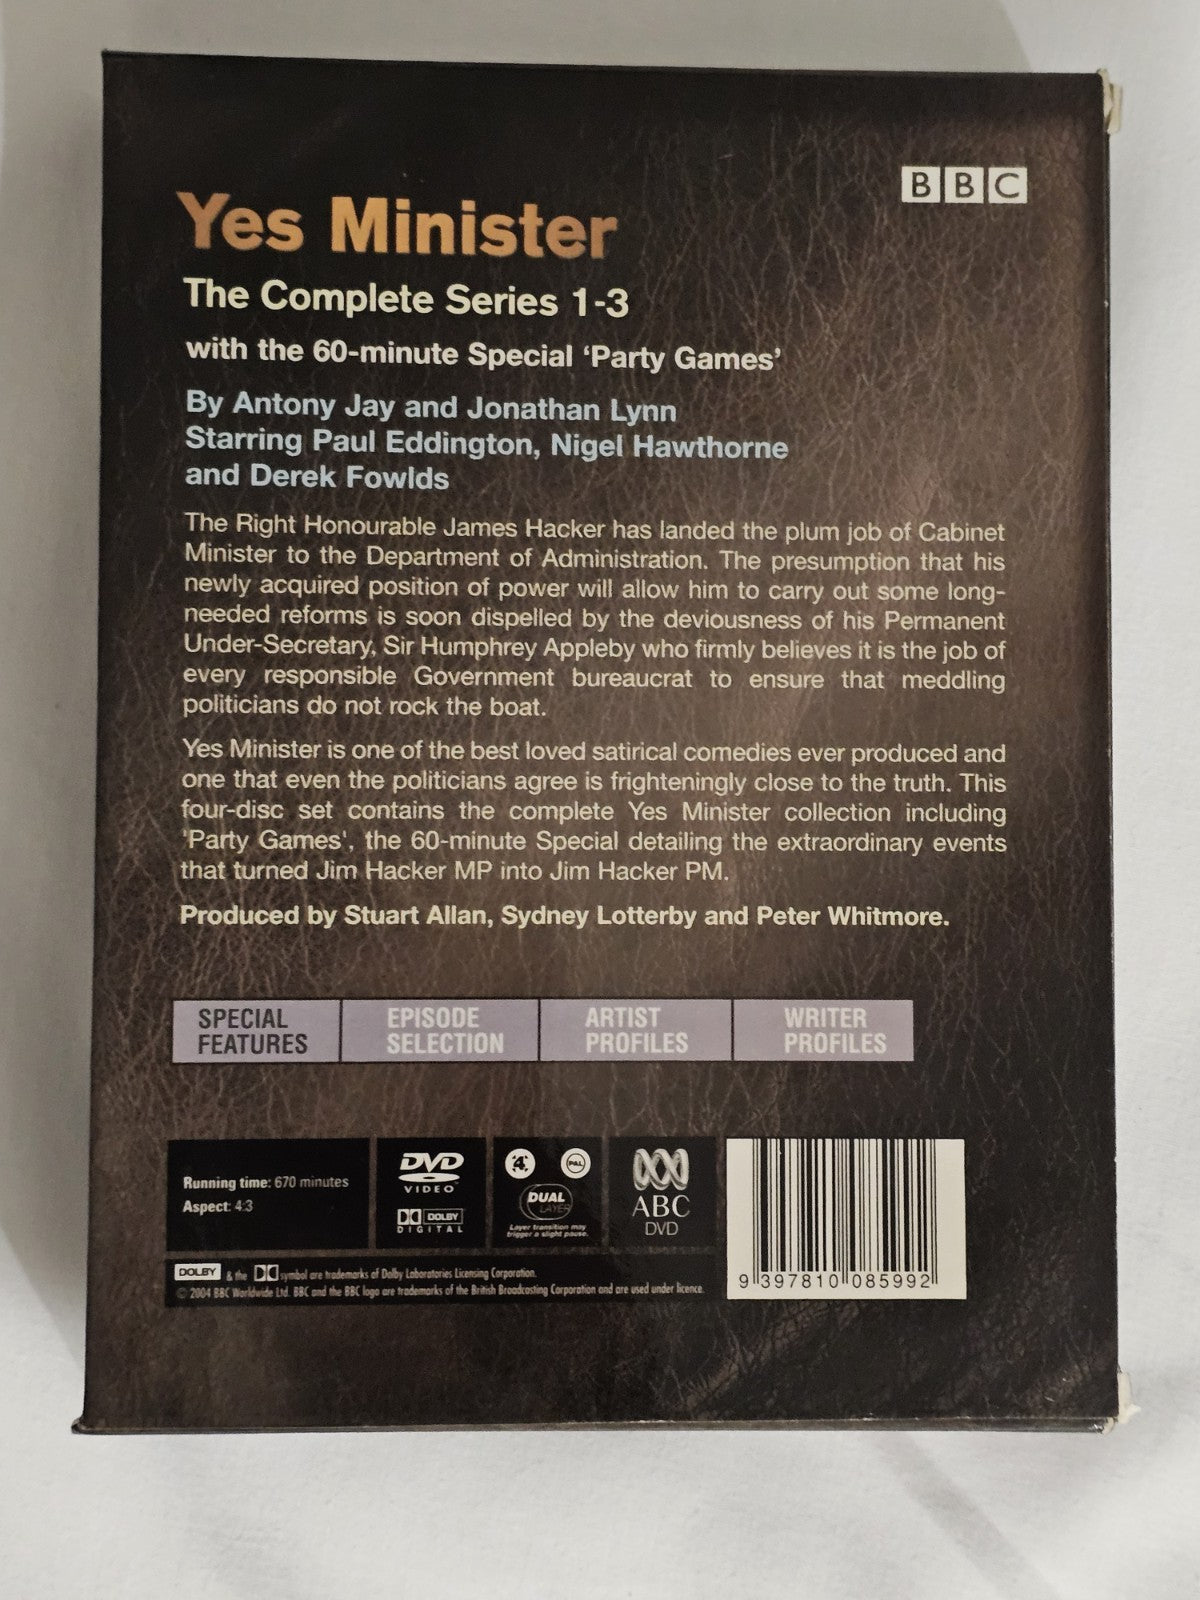 BBC
Yes Minister
The Complete Series 1-3
with the 60-minute Special ‘Party Games’
By Antony Jay and Jonathan Lynn
Starring Paul Eddington, Nigel Hawthorne
and Derek Fowlds
The Right Honourable James Hacker has landed the plum job of Cabinet
Minister to the Department of Administration. The presumption that his
newly acquired position of power will allow him to carry out some long-
needed reforms is soon dispelled by the deviousness of his Permanent
Under-Secretary, Sir Humphrey Appleby who firmly believes it is the job of
every responsible Government bureaucrat to ensure that meddling
politicians do not rock the boat.
Yes Minister is one of the best loved satirical comedies ever produced and
one that even the politicians agree is frighteningly close to the truth. This
four-disc set contains the complete Yes Minister collection including
'Party Games', the 60-minute Special detailing the extraordinary events
that turned Jim Hacker MP into Jim Hacker PM.
Produced by Stuart Allan, Sydney Lotterby and Peter Whitmore.
SPECIAL
FEATURES
EPISODE
SELECTION
ARTIST
PROFILES
WRITER
PROFILES
Running time: 670 minutes
Aspect: 4:3
DVD
VIDEO
DOLBY
DIGITAL
4
PAL
DUAL
LAYER
Layer transition may
trigger a slight pause.
ABC
DVD
DOLBY & the symbol are trademarks of Dolby Laboratories Licensing Corporation.
© 2004 BBC Worldwide Ltd. BBC and the BBC logo are trademarks of the British Broadcasting Corporation and are used under licence.
9 397810 085992